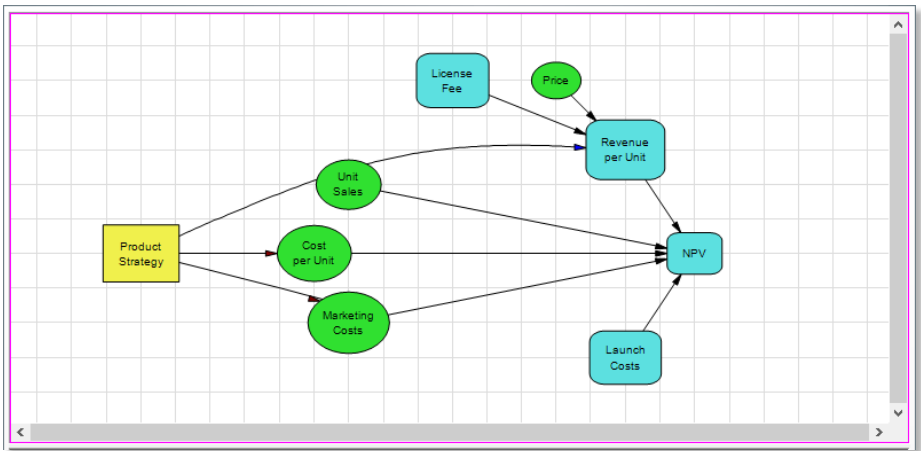 License
Fee
Price
Revenue
per Unit
Unit
Sales
Product
Strategy
Cost
per Unit
NPV
Marketing
Costs
Launch
Costs